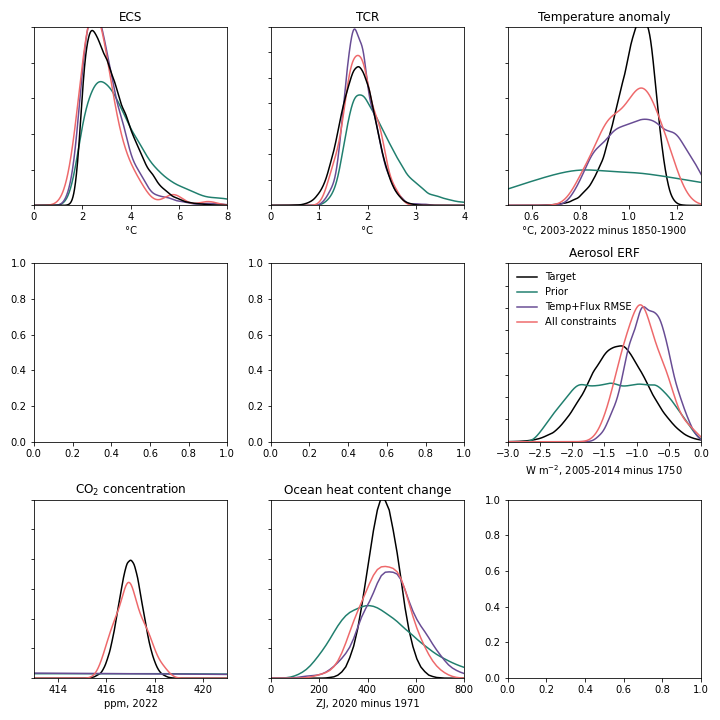 ECS TCR Temperature anomaly
0 2 4 6 8 0 1 2 3 4 0.6 0.8 1.0 1.2
°C °C °C, 2003-2022 minus 1850-1900
Aerosol ERF
1.0 1.0 Target
0.8 0.8 Prior
Temp+Flux RMSE
0.6 0.6 All constraints
0.4 0.4
0.2 0.2
0.0 0.0
0.0 0.2 0.4 0.6 0.8 1.0 0.0 0.2 0.4 0.6 0.8 1.0 −3.0 −2.5 −2.0 −1.5 −1.0 −0.5 0.0
W m⁻², 2005-2014 minus 1750
CO₂ concentration Ocean heat content change
1.0
0.8
0.6
0.4
0.2
0.0
414 416 418 420 0 200 400 600 800 0.0 0.2 0.4 0.6 0.8 1.0
ppm, 2022 ZJ, 2020 minus 1971